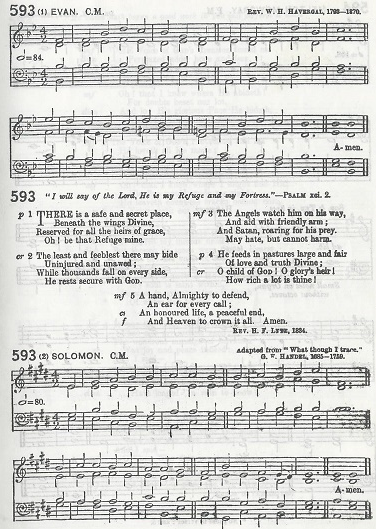 593 (1) EVAN. C.M. REV. W. H. HAVERGAL, 1793–1870.
=84.
A-men.
593 "I will say of the Lord, He is my Refuge and my Fortress."—PSALM xci. 2.
p 1 THERE is a safe and secret place,
Beneath the wings Divine,
Reserved for all the heirs of grace,
Oh! be that Refuge mine.
cr 2 The least and feeblest there may bide
Uninjured and unawed;
While thousands fall on every side,
He rests secure with God.
mf 3 The Angels watch him on his way,
And aid with friendly arm;
And Satan, roaring for his prey,
May hate, but cannot harm.
p 4 He feeds in pastures large and fair
Of love and truth Divine;
cr O child of God! O glory's heir!
How rich a lot is thine!
mf 5 A hand, Almighty to defend,
An ear for every call;
An honoured life, a peaceful end,
f And Heaven to crown it all. Amen.
REV. H. F. LYTE, 1834.
593 (2) SOLOMON. C.M. Adapted from "What though I trace."
G. F. HANDEL, 1685–1759.
=80.
A-men.